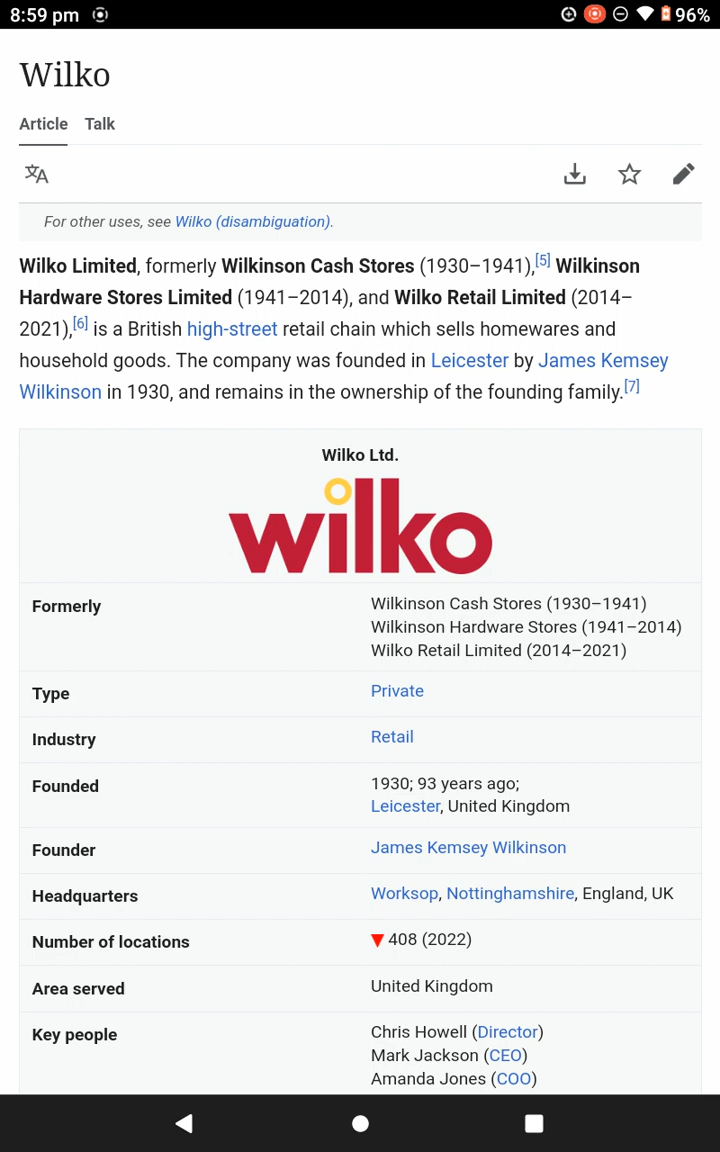 8:59 pm
96%
Wilko
Article Talk
For other uses, see Wilko (disambiguation).
Wilko Limited, formerly Wilkinson Cash Stores (1930–1941),[5] Wilkinson
Hardware Stores Limited (1941–2014), and Wilko Retail Limited (2014–
2021),[6] is a British high-street retail chain which sells homewares and
household goods. The company was founded in Leicester by James Kemsey
Wilkinson in 1930, and remains in the ownership of the founding family.[7]
Wilko Ltd.
wilko
Formerly Wilkinson Cash Stores (1930–1941)
Wilkinson Hardware Stores (1941–2014)
Wilko Retail Limited (2014–2021)
Type Private
Industry Retail
Founded 1930; 93 years ago;
Leicester, United Kingdom
Founder James Kemsey Wilkinson
Headquarters Worksop, Nottinghamshire, England, UK
Number of locations ▼ 408 (2022)
Area served United Kingdom
Key people Chris Howell (Director)
Mark Jackson (CEO)
Amanda Jones (COO)